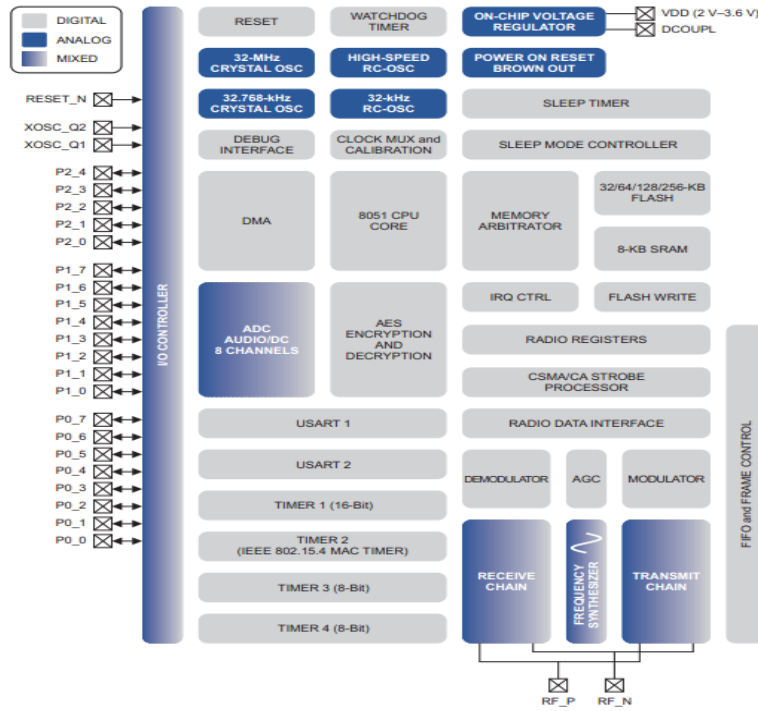 DIGITAL
ANALOG
MIXED
RESET
WATCHDOG
TIMER
ON-CHIP VOLTAGE
REGULATOR
VDD (2 V–3.6 V)
DCOUPL
32-MHz
CRYSTAL OSC
HIGH-SPEED
RC-OSC
POWER ON RESET
BROWN OUT
RESET_N
32.768-kHz
CRYSTAL OSC
32-kHz
RC-OSC
SLEEP TIMER
XOSC_Q2
XOSC_Q1
DEBUG
INTERFACE
CLOCK MUX and
CALIBRATION
SLEEP MODE CONTROLLER
P2_4
P2_3
P2_2
P2_1
P2_0
DMA
8051 CPU
CORE
MEMORY
ARBITRATOR
32/64/128/256-KB
FLASH
8-KB SRAM
P1_7
P1_6
P1_5
P1_4
P1_3
P1_2
P1_1
P1_0
I/O CONTROLLER
ADC
AUDIO/DC
8 CHANNELS
AES
ENCRYPTION
AND
DECRYPTION
IRQ CTRL
FLASH WRITE
RADIO REGISTERS
CSMA/CA STROBE
PROCESSOR
P0_7
P0_6
P0_5
P0_4
P0_3
P0_2
P0_1
P0_0
USART 1
RADIO DATA INTERFACE
USART 2
DEMODULATOR
AGC
MODULATOR
FIFO and FRAME CONTROL
TIMER 1 (16-Bit)
TIMER 2
(IEEE 802.15.4 MAC TIMER)
RECEIVE
CHAIN
FREQUENCY
SYNTHESIZER
TRANSMIT
CHAIN
TIMER 3 (8-Bit)
TIMER 4 (8-Bit)
RF_P
RF_N